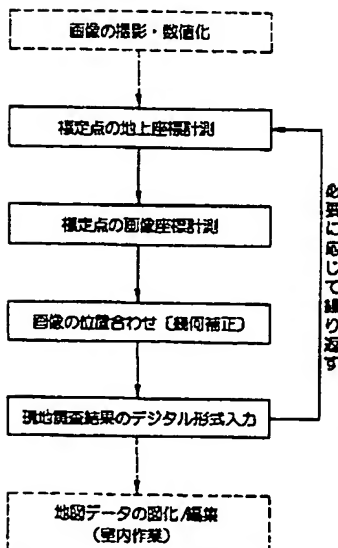 画像の撮影・数値化
標定点の地上座標計測
標定点の画像座標計測
画像の位置合わせ〔幾何補正〕
現地調査結果のデジタル形式入力
必要に応じて繰り返す
地図データの図化/編集
(室内作業)